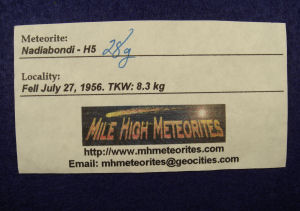 Meteorite:
Nadiabondi - H5 28g
Locality:
Fell July 27, 1956. TKW: 8.3 kg
MILE HIGH METEORITES
http://www.mhmeteorites.com
Email: mhmeteorites@geocities.com